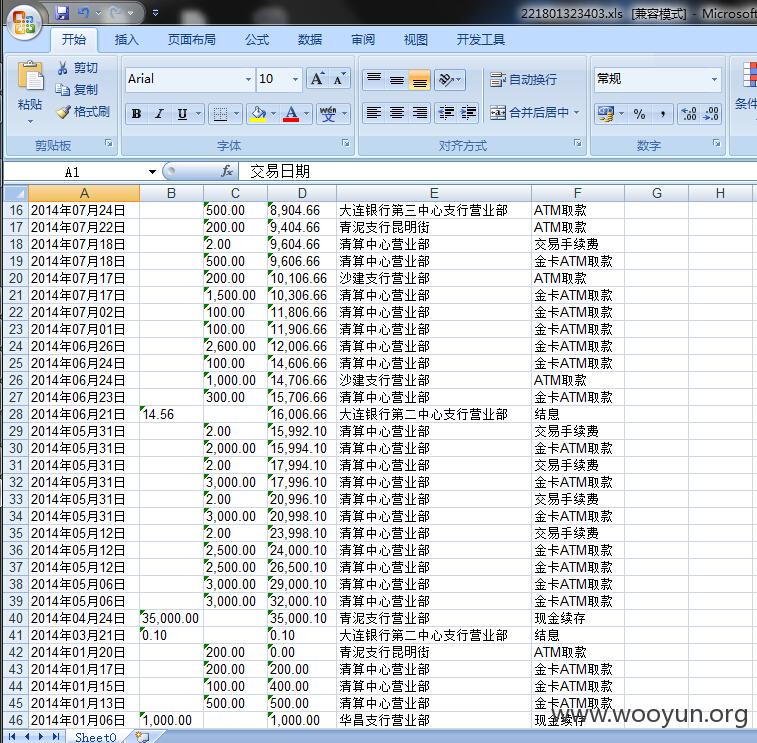 221801323403.xls [兼容模式] - Microsoft
开始 插入 页面布局 公式 数据 审阅 视图 开发工具
粘贴 剪切 复制 格式刷 Arial 10 A A 自动换行 常规
B I U A wén 文 合并后居中 % , .00 条件
剪贴板 字体 对齐方式 数字
A1 fx 交易日期
A B C D E F G H
16 2014年07月24日 500.00 8,904.66 大连银行第三中心支行营业部 ATM取款
17 2014年07月22日 200.00 9,404.66 青泥支行昆明街 ATM取款
18 2014年07月18日 2.00 9,604.66 清算中心营业部 交易手续费
19 2014年07月18日 500.00 9,606.66 清算中心营业部 金卡ATM取款
20 2014年07月17日 200.00 10,106.66 沙建支行营业部 ATM取款
21 2014年07月17日 1,500.00 10,306.66 清算中心营业部 金卡ATM取款
22 2014年07月02日 100.00 11,806.66 清算中心营业部 金卡ATM取款
23 2014年07月01日 100.00 11,906.66 清算中心营业部 金卡ATM取款
24 2014年06月26日 2,600.00 12,006.66 清算中心营业部 金卡ATM取款
25 2014年06月24日 100.00 14,606.66 清算中心营业部 金卡ATM取款
26 2014年06月24日 1,000.00 14,706.66 沙建支行营业部 ATM取款
27 2014年06月23日 300.00 15,706.66 清算中心营业部 金卡ATM取款
28 2014年06月21日 14.56 16,006.66 大连银行第二中心支行营业部 结息
29 2014年05月31日 2.00 15,992.10 清算中心营业部 交易手续费
30 2014年05月31日 2,000.00 15,994.10 清算中心营业部 金卡ATM取款
31 2014年05月31日 2.00 17,994.10 清算中心营业部 交易手续费
32 2014年05月31日 3,000.00 17,996.10 清算中心营业部 金卡ATM取款
33 2014年05月31日 2.00 20,996.10 清算中心营业部 交易手续费
34 2014年05月31日 3,000.00 20,998.10 清算中心营业部 金卡ATM取款
35 2014年05月12日 2.00 23,998.10 清算中心营业部 交易手续费
36 2014年05月12日 2,500.00 24,000.10 清算中心营业部 金卡ATM取款
37 2014年05月12日 2,500.00 26,500.10 清算中心营业部 金卡ATM取款
38 2014年05月06日 3,000.00 29,000.10 清算中心营业部 金卡ATM取款
39 2014年05月06日 3,000.00 32,000.10 清算中心营业部 金卡ATM取款
40 2014年04月24日 35,000.00 35,000.10 青泥支行营业部 现金续存
41 2014年03月21日 0.10 0.10 大连银行第二中心支行营业部 结息
42 2014年01月20日 200.00 0.00 青泥支行昆明街 ATM取款
43 2014年01月17日 200.00 200.00 清算中心营业部 金卡ATM取款
44 2014年01月15日 100.00 400.00 清算中心营业部 金卡ATM取款
45 2014年01月13日 500.00 500.00 清算中心营业部 金卡ATM取款
46 2014年01月06日 1,000.00 1,000.00 华昌支行营业部 现金续存
www.wooyun.org
Sheet0